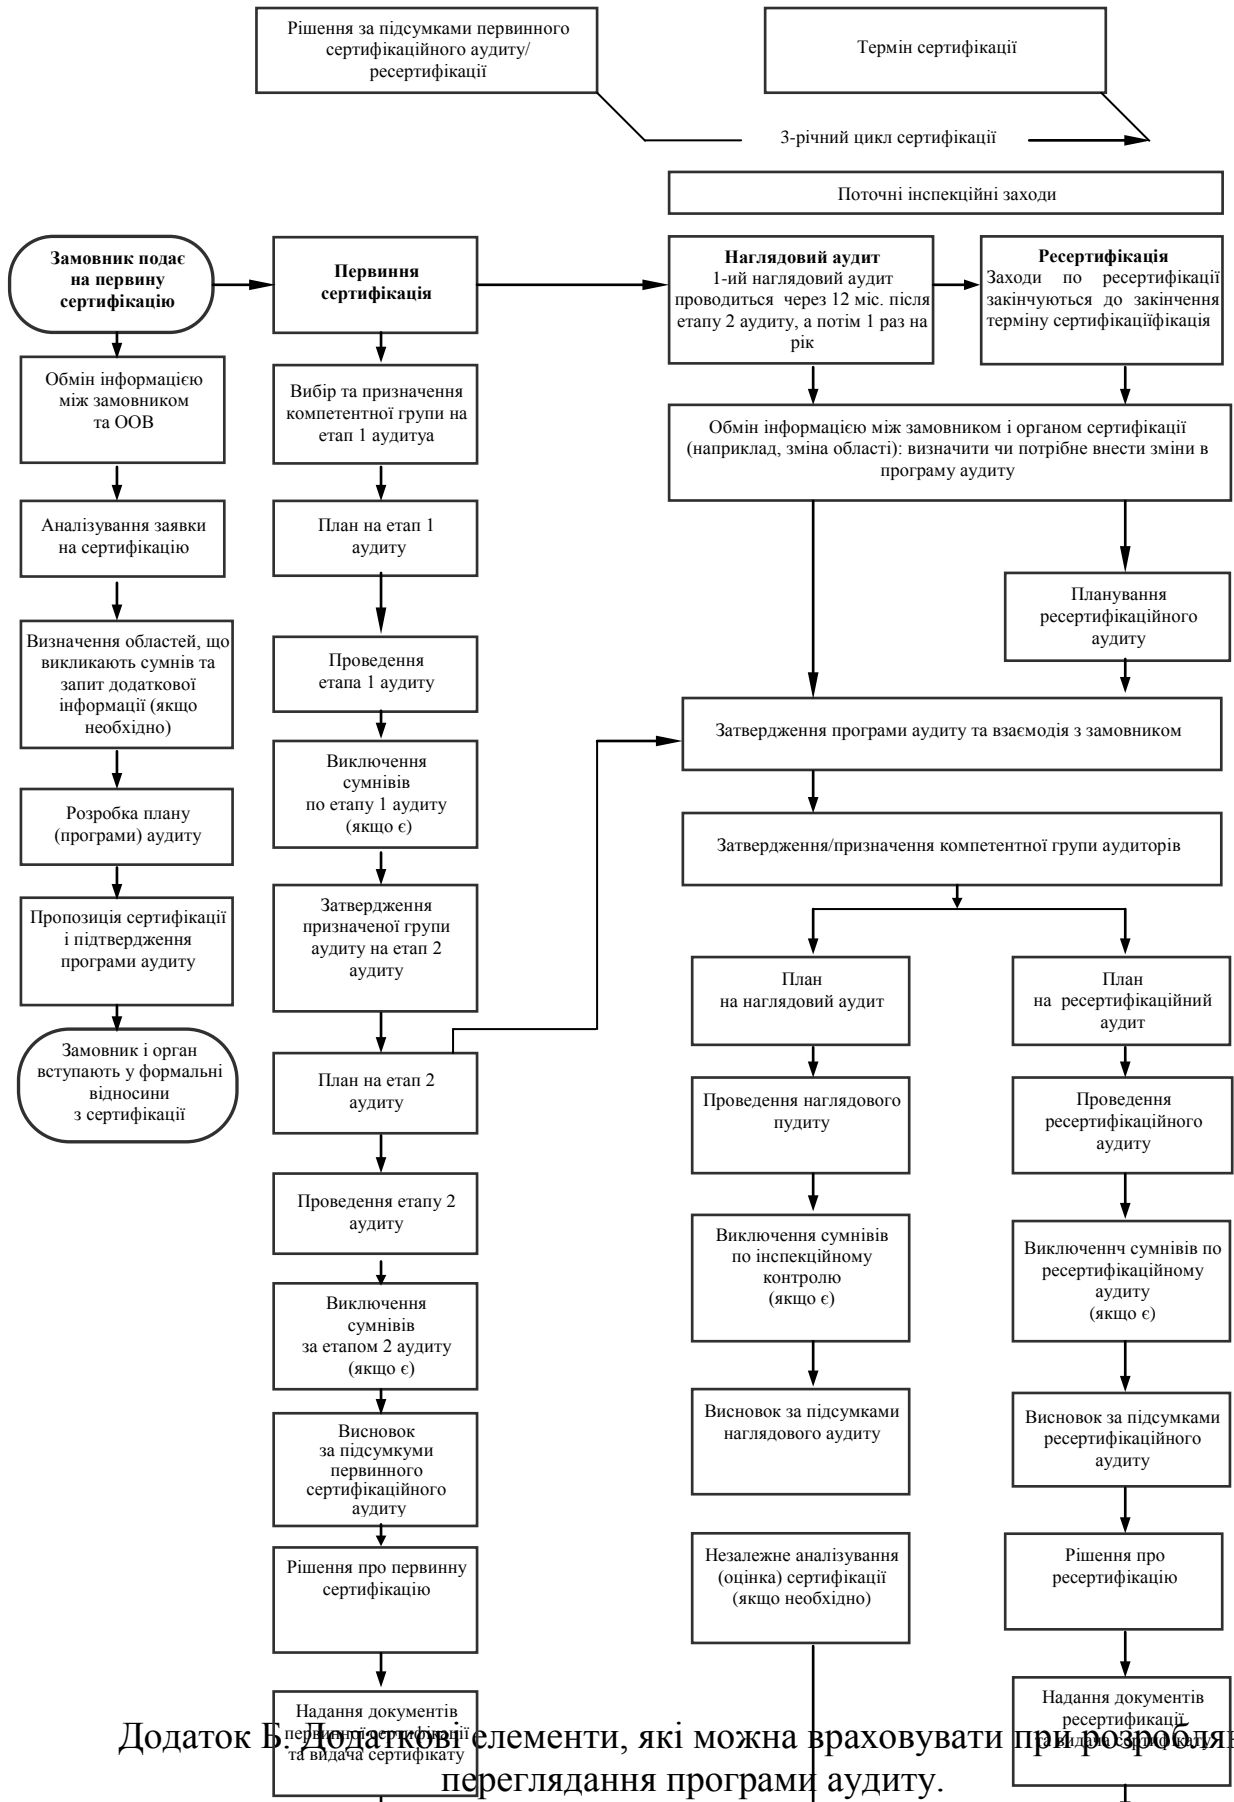 Рішення за підсумками первинного
сертифікаційного аудиту/
ресертифікації
Термін сертифікації
3-річний цикл сертифікації
Поточні інспекційні заходи
Замовник подає
на первину
сертифікацію
Обмін інформацією
між замовником
та ООВ
Аналізування заявки
на сертифікацію
Визначення областей, що
викликають сумнів та
запит додаткової
інформації (якщо
необхідно)
Розробка плану
(програми) аудиту
Пропозиція сертифікації
і підтвердження
програми аудиту
Замовник і орган
вступають у формальні
відносини
з сертифікації
Первиння
сертифікація
Вибір та призначення
компетентної групи на
етап 1 аудитуа
План на етап 1
аудиту
Проведення
етапа 1 аудиту
Виключення
сумнівів
по етапу 1 аудиту
(якщо є)
Затвердження
призначеної групи
аудиту на етап 2
аудиту
План на етап 2
аудиту
Проведення етапу 2
аудиту
Виключення
сумнівів
за етапом 2 аудиту
(якщо є)
Висновок
за підсумкуми
первинного
сертифікаційного
аудиту
Рішення про первинну
сертифікацію
Надання документів
первинної сертифікації
та видача сертифікату
Наглядовий аудит
1-ий наглядовий аудит
проводиться через 12 міс. після
етапу 2 аудиту, а потім 1 раз на
рік
Ресертифікація
Заходи по ресертифікації
закінчуються до закінчення
терміну сертифікаціїфікація
Обмін інформацією між замовником і органом сертифікації
(наприклад, зміна області): визначити чи потрібне внести зміни в
програму аудиту
Планування
ресертифікаційного
аудиту
Затвердження програми аудиту та взаємодія з замовником
Затвердження/призначення компетентної групи аудиторів
План
на наглядовий аудит
Проведення наглядового
пудиту
Виключення сумнівів
по інспекційному
контролю
(якщо є)
Висновок за підсумками
наглядового аудиту
Незалежне аналізування
(оцінка) сертифікації
(якщо необхідно)
План
на ресертифікаційний
аудит
Проведення
ресертифікаційного
аудиту
Виключеннч сумнівів по
ресертифікаційному
аудиту
(якщо є)
Висновок за підсумками
ресертифікаційного
аудиту
Рішення про
ресертифікацію
Надання документів
ресертификації
та видача сертифікату
Додаток Б. Додаткові елементи, які можна враховувати при розроблян
переглядання програми аудиту.